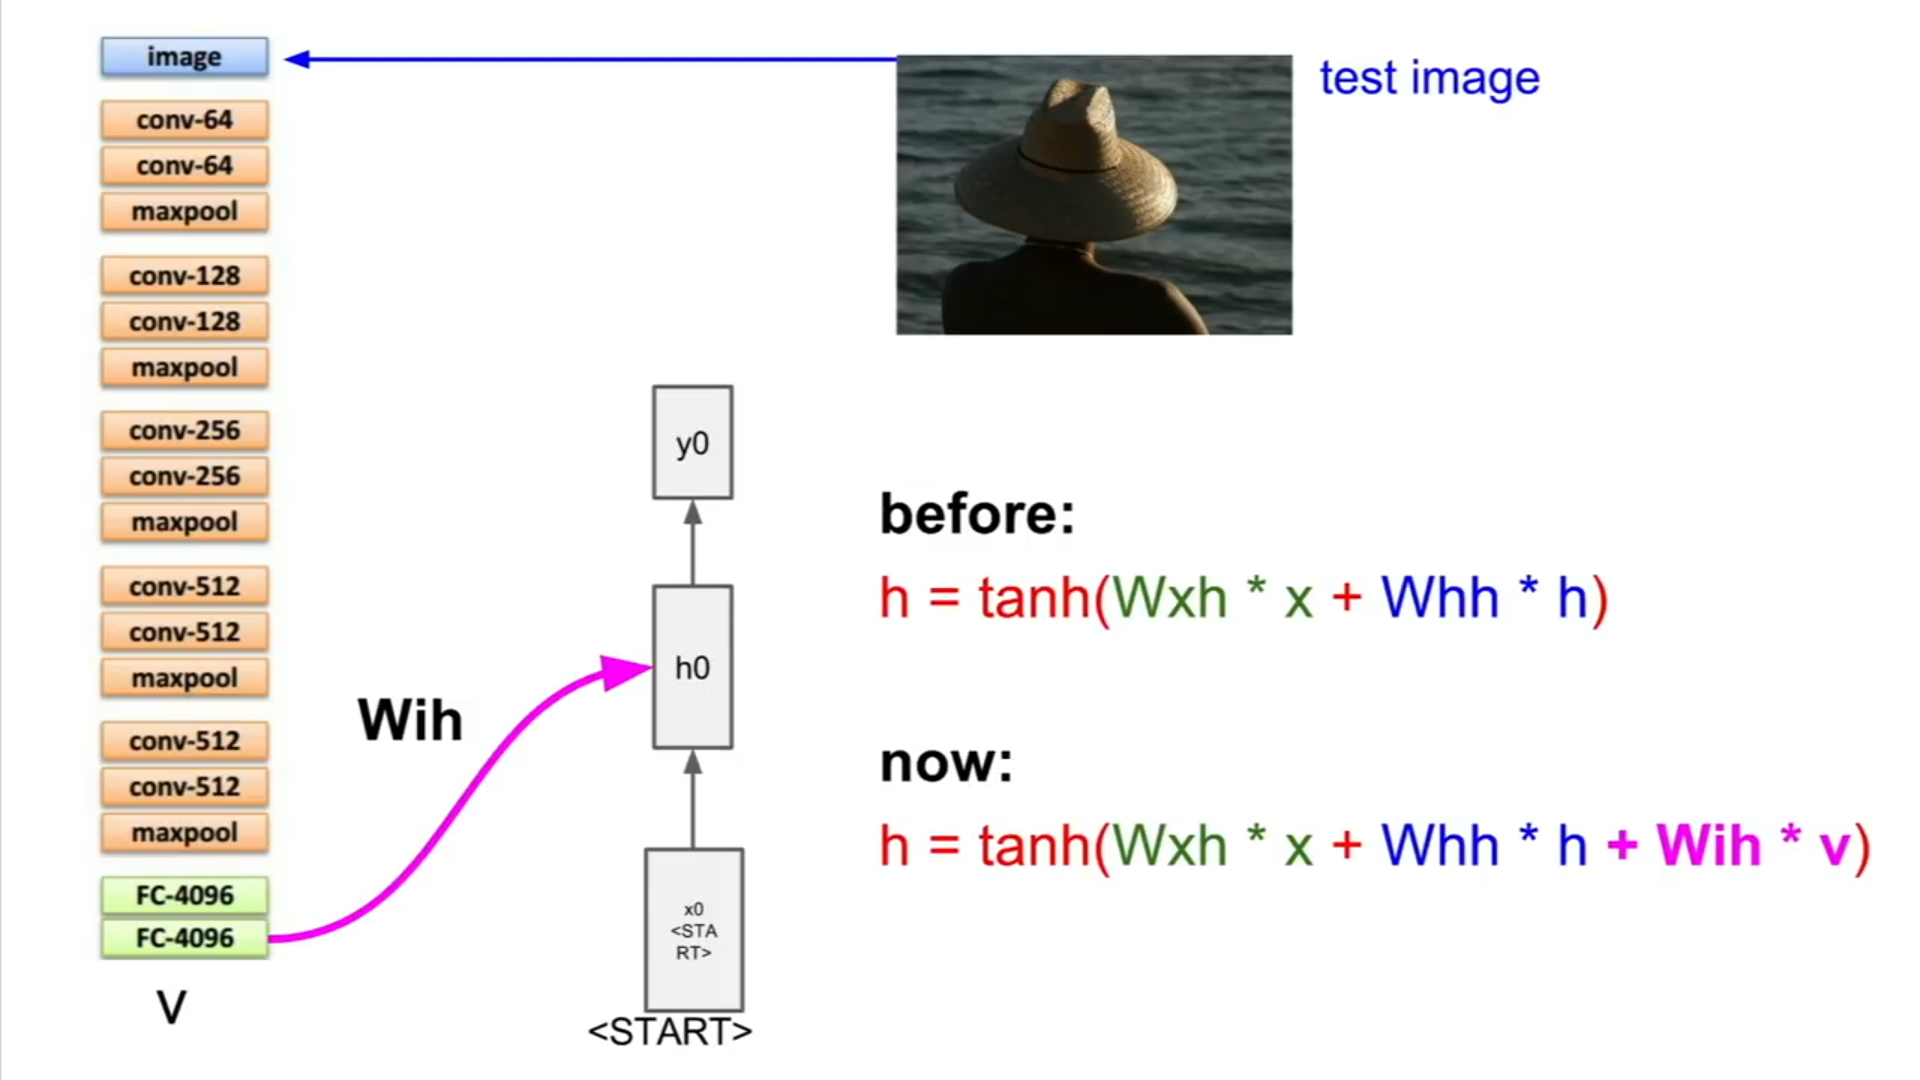 image
test image
conv-64
conv-64
maxpool
conv-128
conv-128
maxpool
conv-256
conv-256
maxpool
conv-512
conv-512
maxpool
conv-512
conv-512
maxpool
FC-4096
FC-4096
V
Wih
y0
h0
x0
<STA
RT>
<START>
before:
h = tanh(Wxh * x + Whh * h)
now:
h = tanh(Wxh * x + Whh * h + Wih * v)